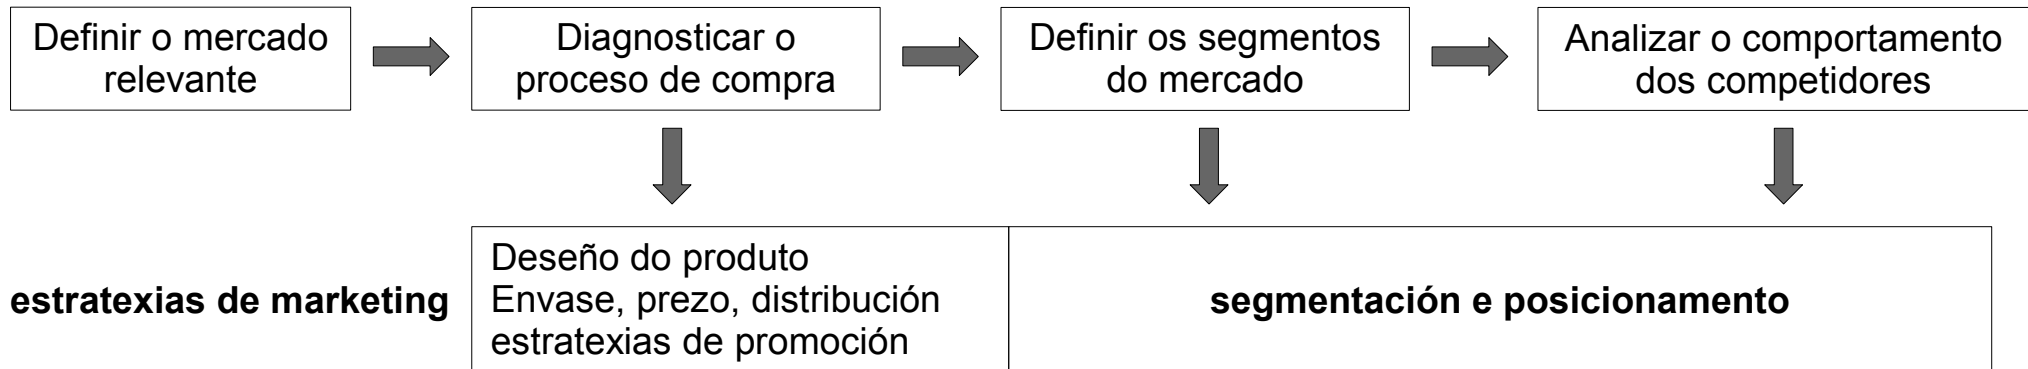 Definir o mercado
relevante
Diagnosticar o
proceso de compra
Definir os segmentos
do mercado
Analizar o comportamento
dos competidores
estratexias de marketing
Deseño do produto
Envase, prezo, distribución
estratexias de promoción
segmentación e posicionamento